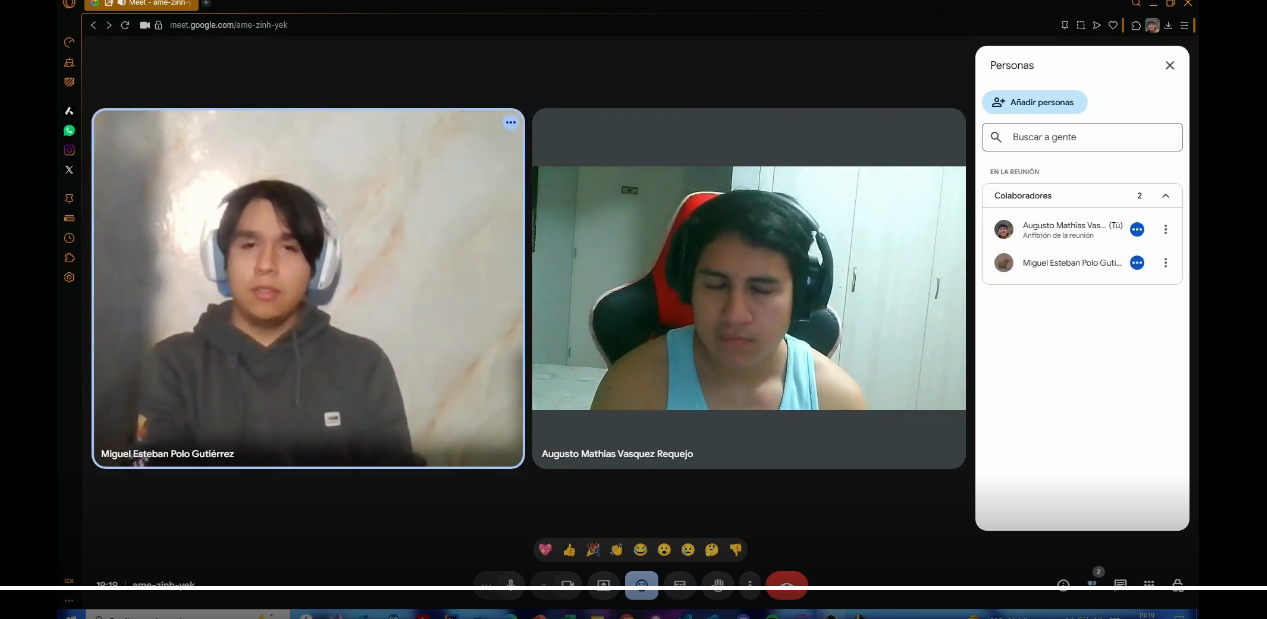 Meet - ame-zinh-y
meet.google.com/ame-zinh-yek
Personas
Añadir personas
Buscar a gente
EN LA REUNIÓN
Colaboradores 2
Augusto Mathias Vas... (Tú)
Anfitrión de la reunión
Miguel Esteban Polo Guti...
Miguel Esteban Polo Gutiérrez
Augusto Mathias Vasquez Requejo
2
19:19 | ame-zinh-yek
GX
19:19